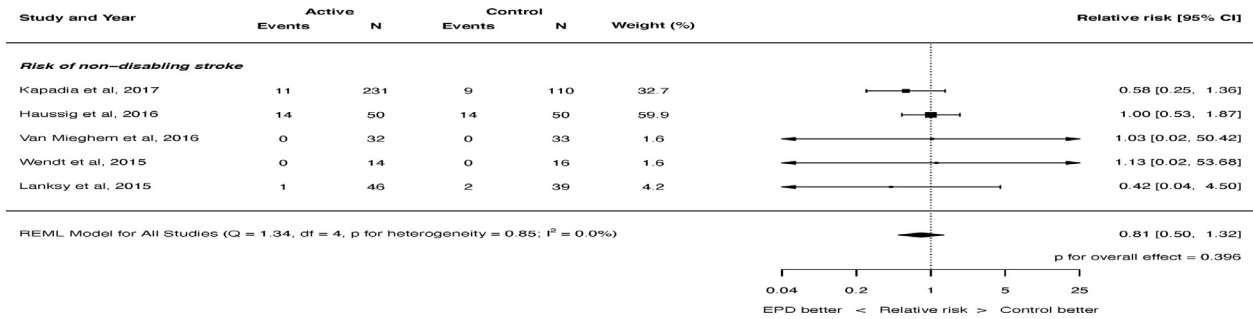 Active Control
Study and Year Events N Events N Weight (%) Relative risk [95% CI]
Risk of non−disabling stroke
Kapadia et al, 2017 11 231 9 110 32.7 0.58 [0.25, 1.36]
Haussig et al, 2016 14 50 14 50 59.9 1.00 [0.53, 1.87]
Van Mieghem et al, 2016 0 32 0 33 1.6 1.03 [0.02, 50.42]
Wendt et al, 2015 0 14 0 16 1.6 1.13 [0.02, 53.68]
Lanksy et al, 2015 1 46 2 39 4.2 0.42 [0.04, 4.50]
REML Model for All Studies (Q = 1.34, df = 4, p for heterogeneity = 0.85; I² = 0.0%) 0.81 [0.50, 1.32]
p for overall effect = 0.396
0.04 0.2 1 5 25
EPD better < Relative risk > Control better